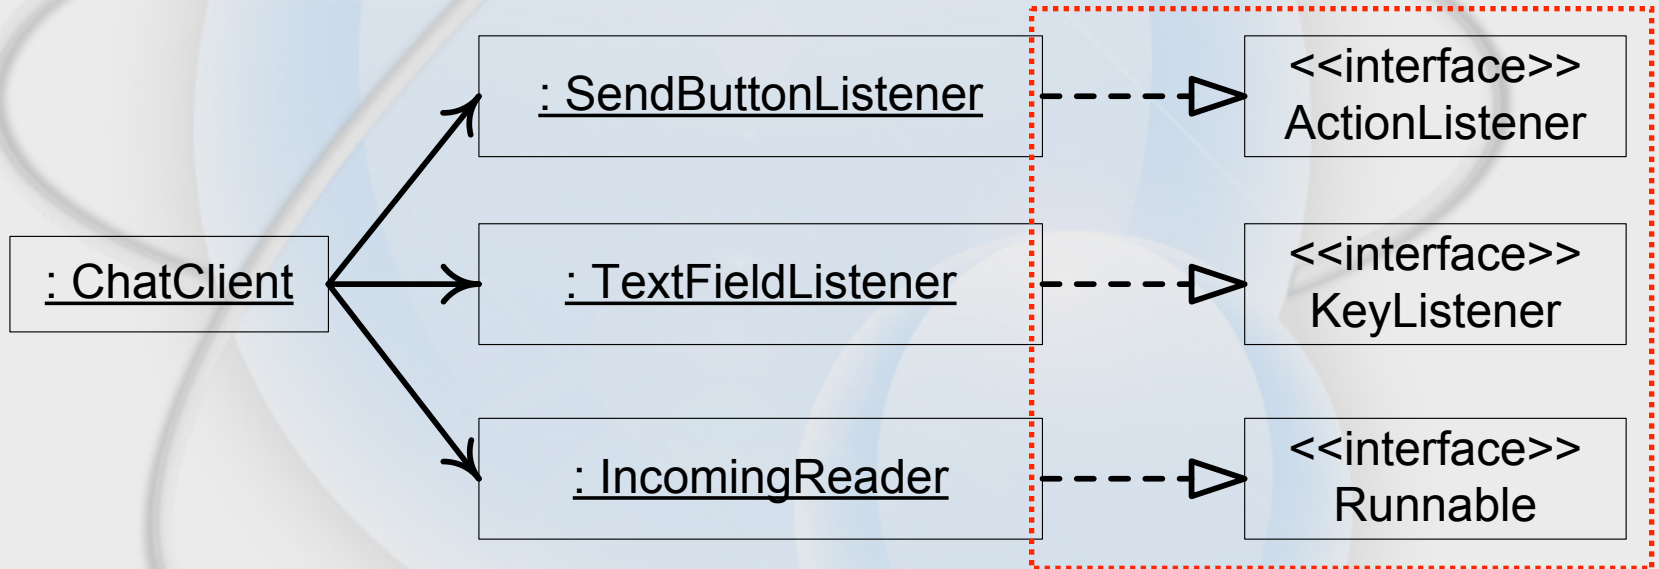 : SendButtonListener
<<interface>>
ActionListener
: ChatClient
: TextFieldListener
<<interface>>
KeyListener
: IncomingReader
<<interface>>
Runnable